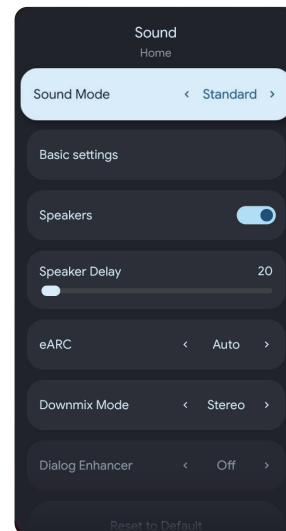 Sound
Home
Sound Mode < Standard >
Basic settings
Speakers
Speaker Delay 20
eARC < Auto >
Downmix Mode < Stereo >
Dialog Enhancer < Off >
Reset to Default